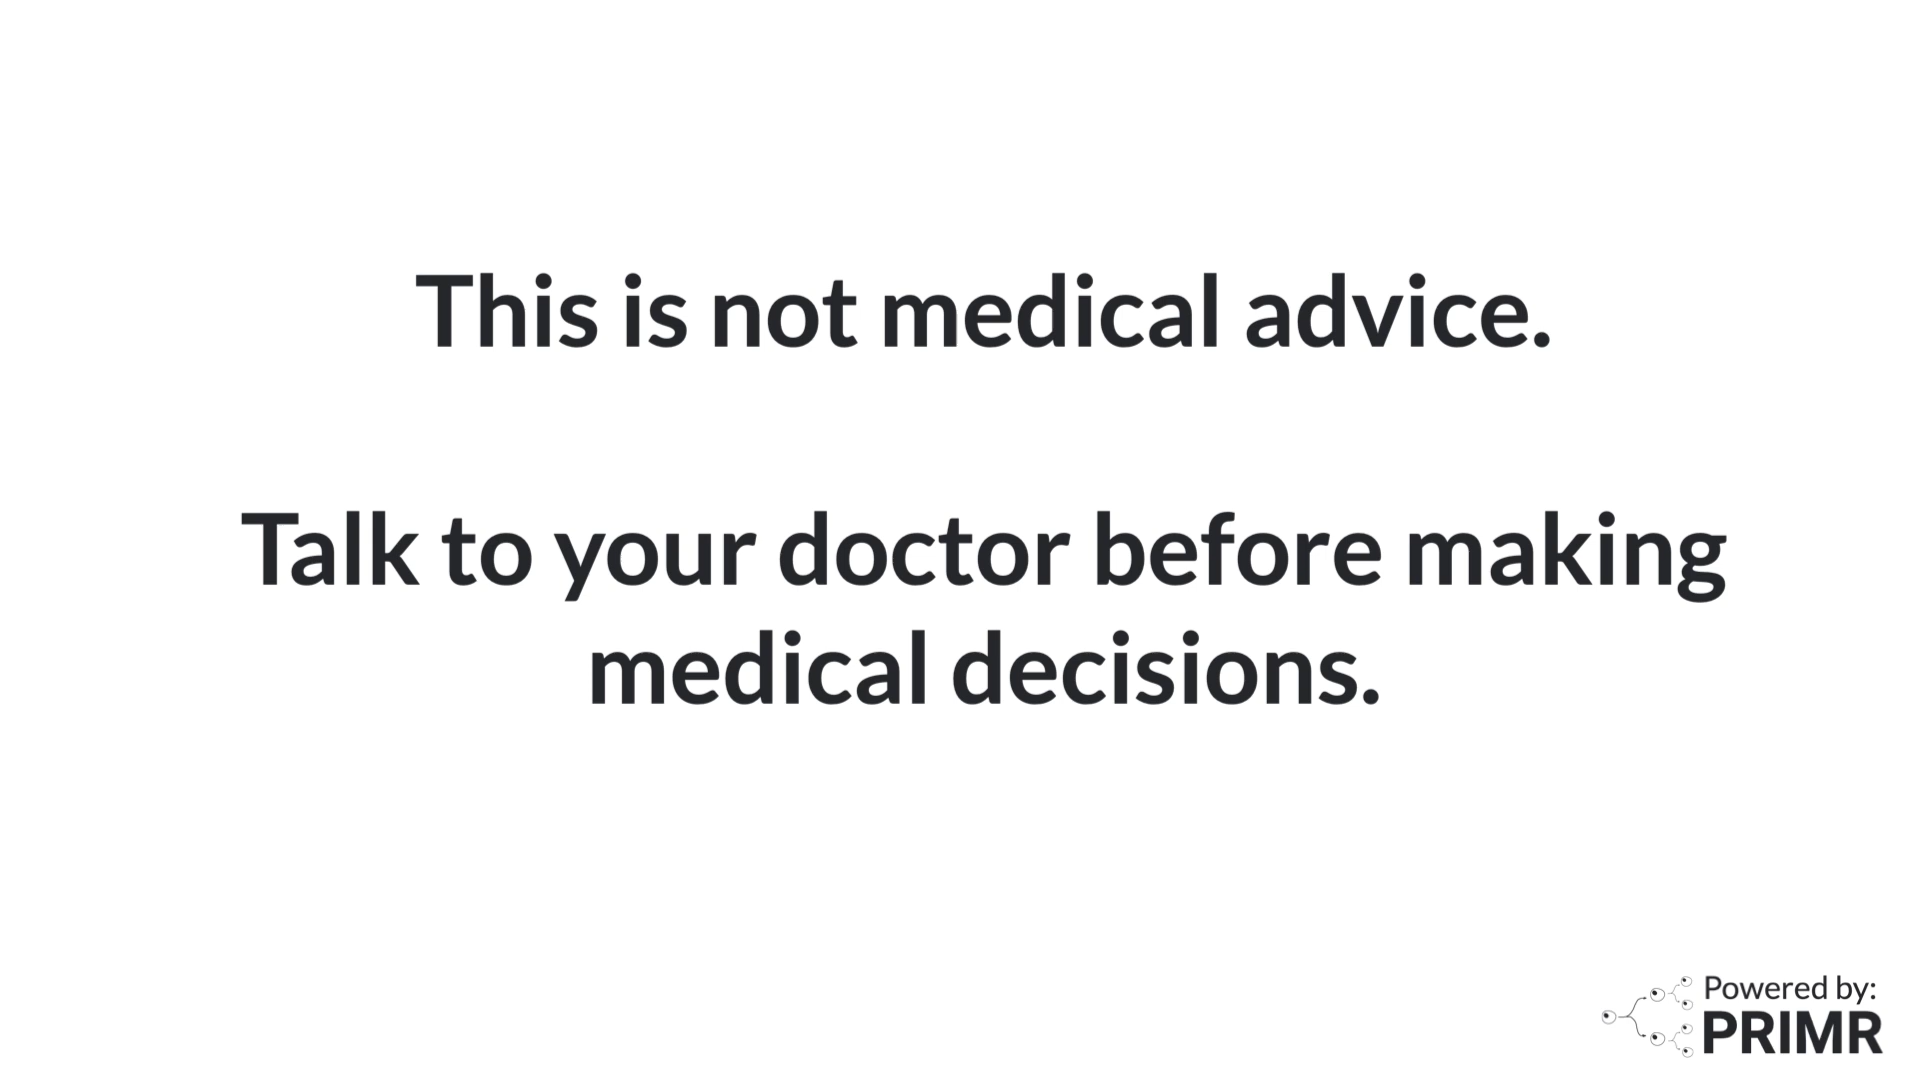 This is not medical advice.
Talk to your doctor before making
medical decisions.
Powered by:
PRIMR